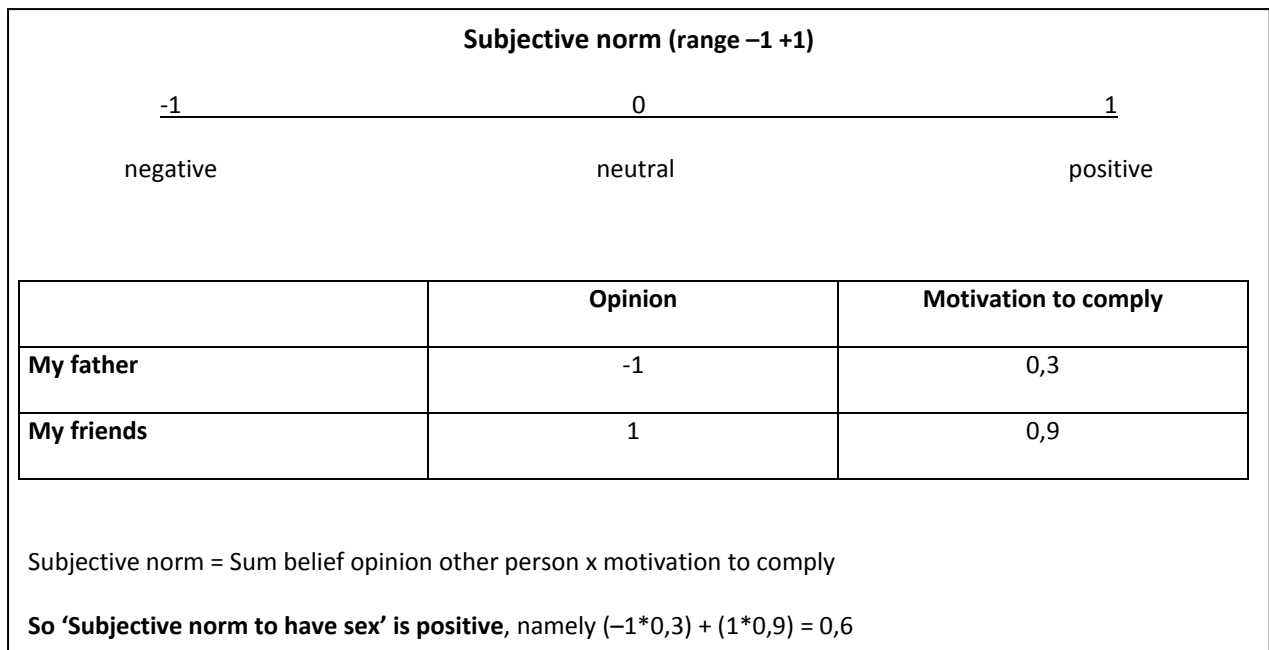 Subjective norm (range –1 +1)
-1 0 1
negative neutral positive
Opinion Motivation to comply
My father -1 0,3
My friends 1 0,9
Subjective norm = Sum belief opinion other person x motivation to comply
So ‘Subjective norm to have sex’ is positive, namely (–1*0,3) + (1*0,9) = 0,6